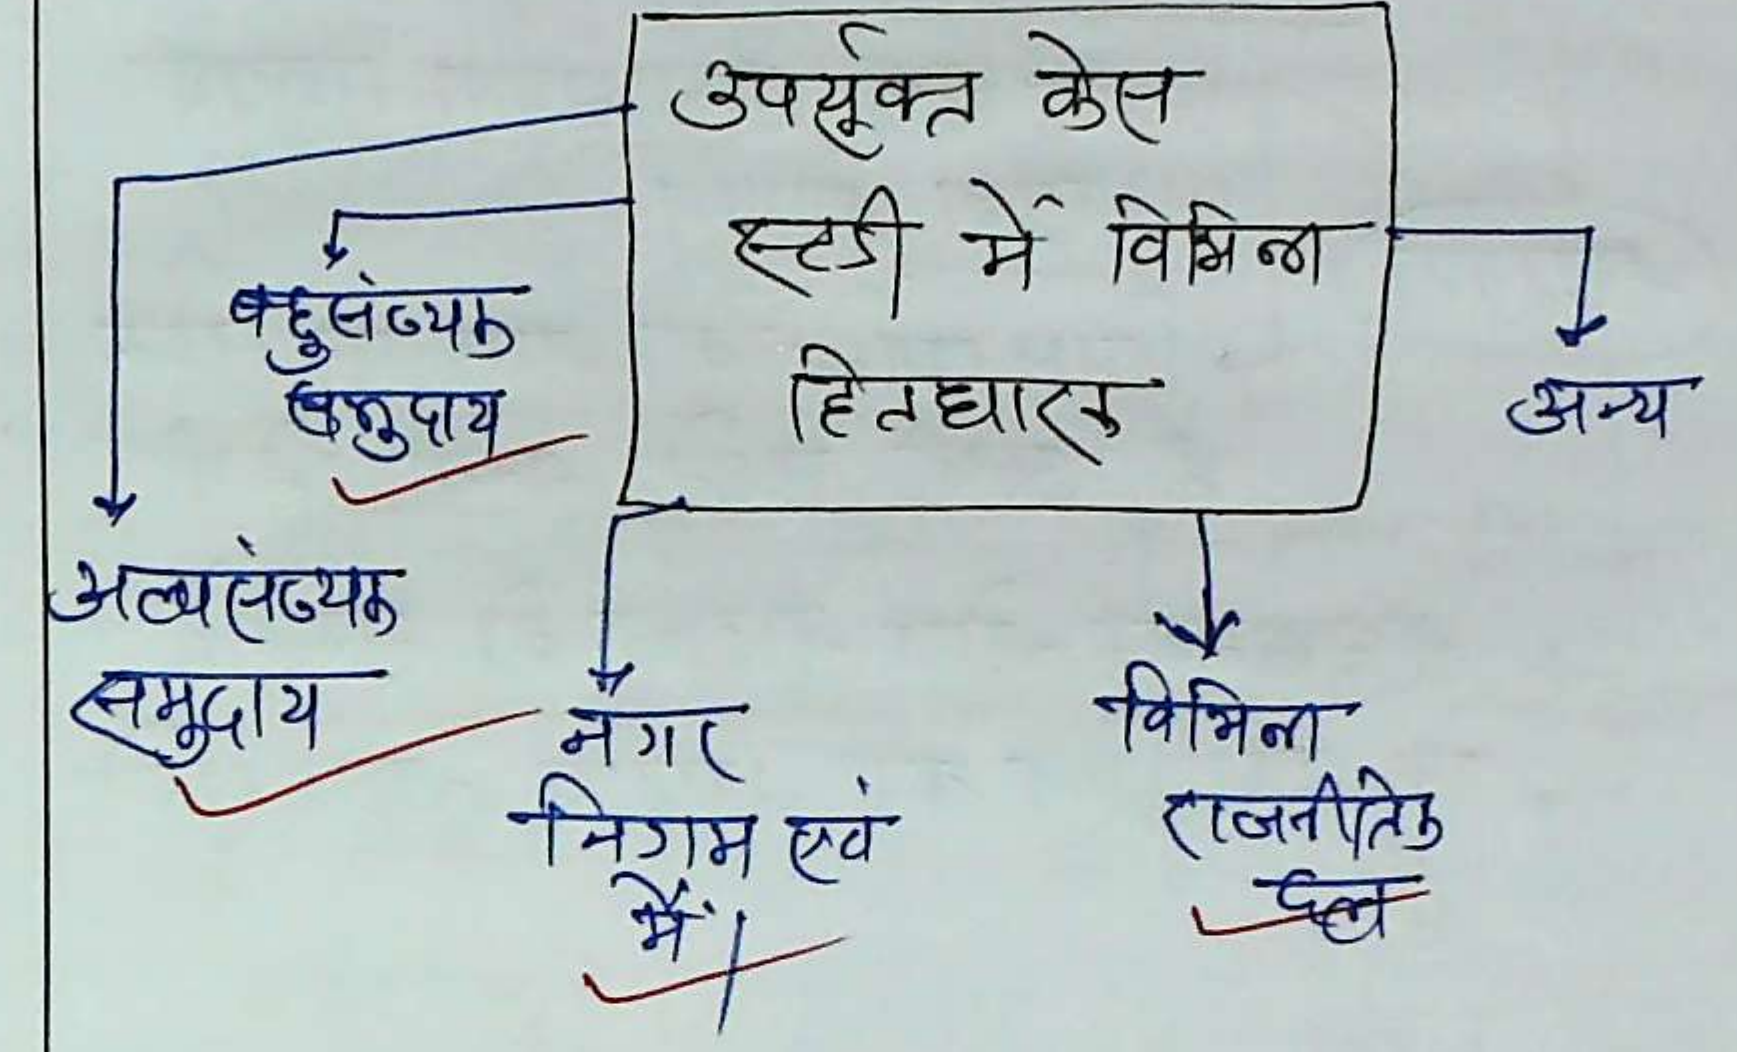 उपर्युक्त केस
स्टडी में विभिन्न
हितधारक
बहुसंख्यक
समुदाय
अन्य
अल्पसंख्यक
समुदाय
नगर
निगम एवं
मैं।
विभिन्न
राजनीतिक
दल